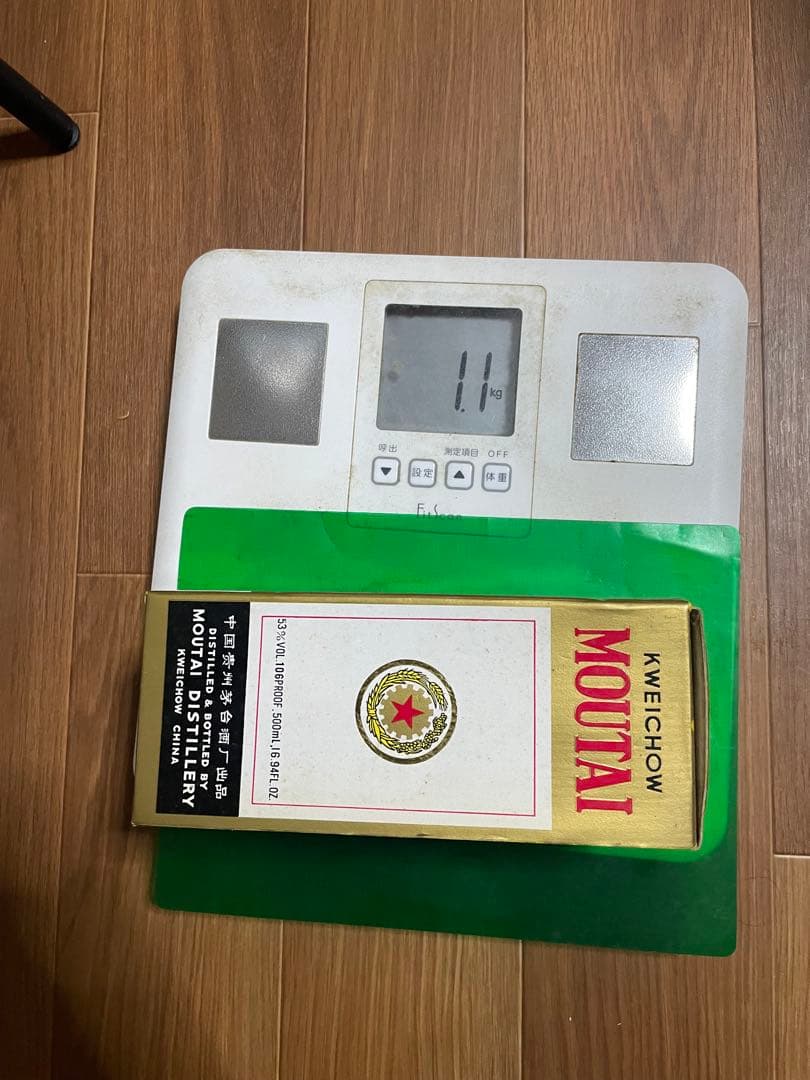 1.1 kg
呼出
測定項目 OFF
▼ 設定 ▲ 体重
FitScan
KWEICHOW
MOUTAI
53%VOL.106PROOF.500mL,16.94FL.OZ.
中国贵州茅台酒厂出品
DISTILLED & BOTTLED BY
MOUTAI DISTILLERY
KWEICHOW CHINA